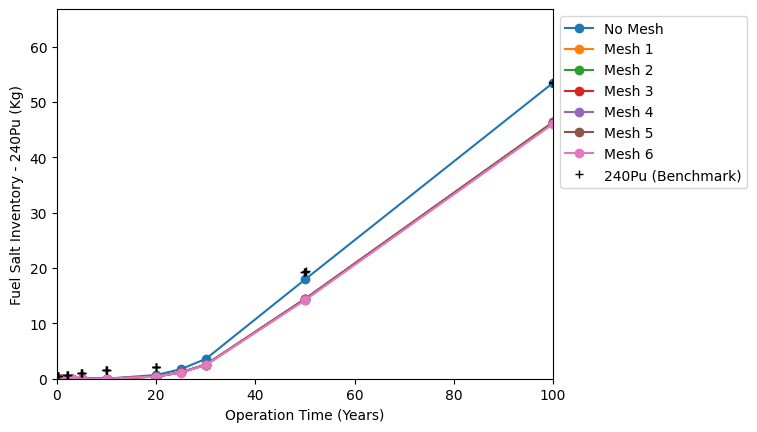 Fuel Salt Inventory - 240Pu (Kg)
60
50
40
30
20
10
0
0
20
40
60
80
100
Operation Time (Years)
No Mesh
Mesh 1
Mesh 2
Mesh 3
Mesh 4
Mesh 5
Mesh 6
240Pu (Benchmark)